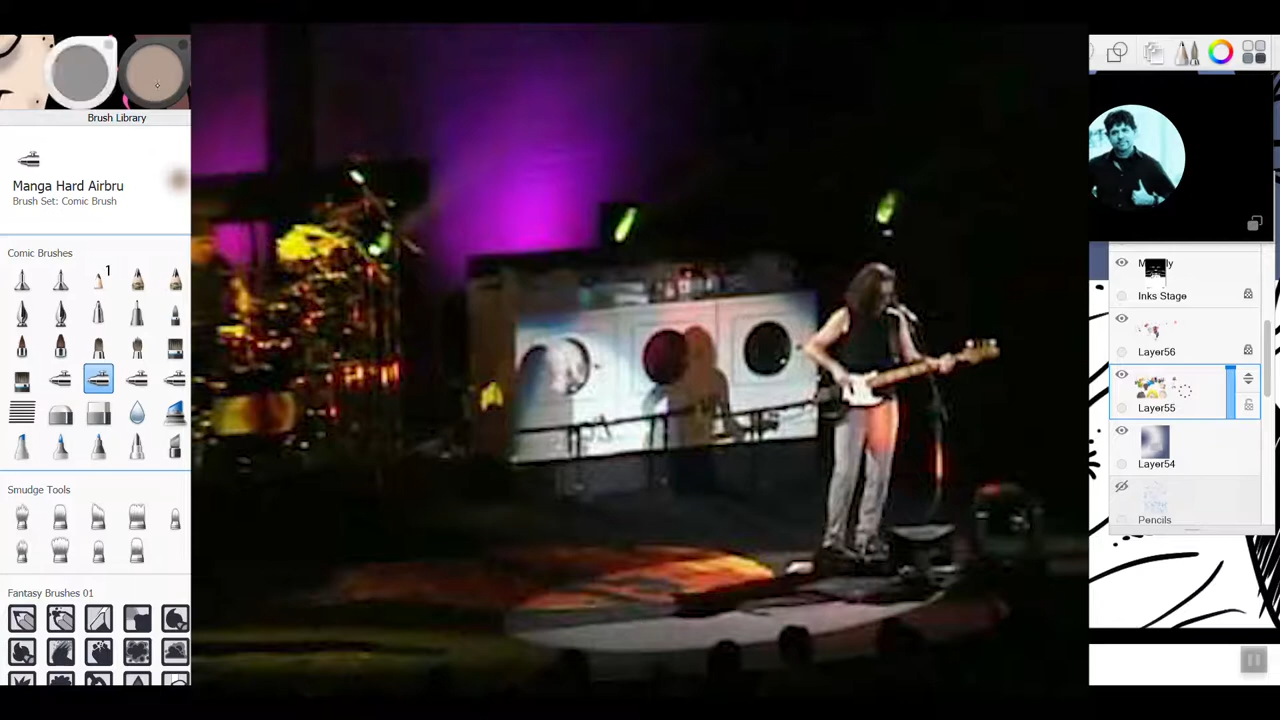 Brush Library
Manga Hard Airbru
Brush Set: Comic Brush
Comic Brushes
1
Smudge Tools
Fantasy Brushes 01
Inks Stage
Layer56
Layer55
Layer54
Pencils